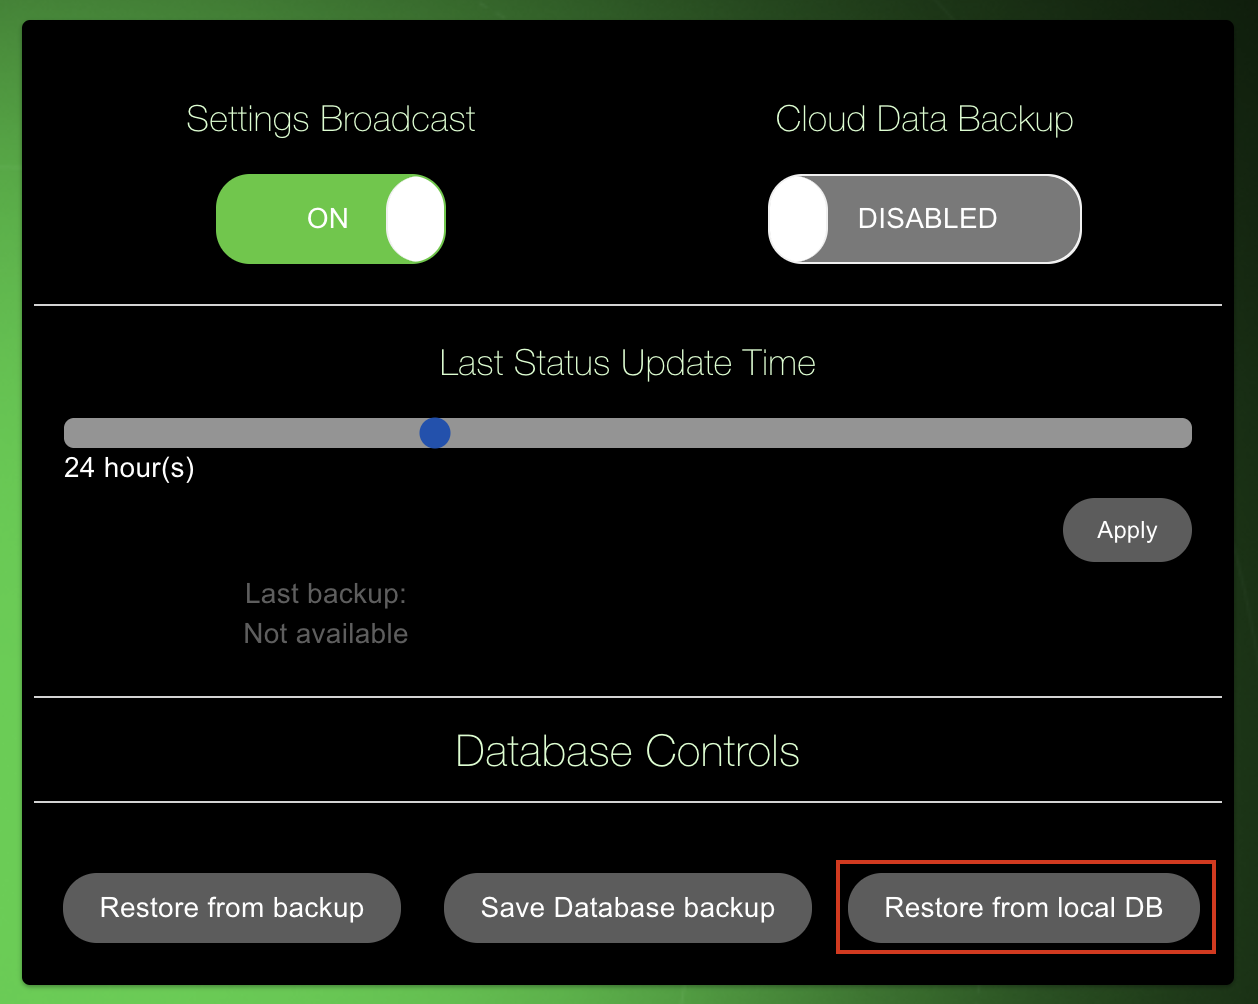 Settings Broadcast
Cloud Data Backup
ON
DISABLED
Last Status Update Time
24 hour(s)
Apply
Last backup:
Not available
Database Controls
Restore from backup
Save Database backup
Restore from local DB